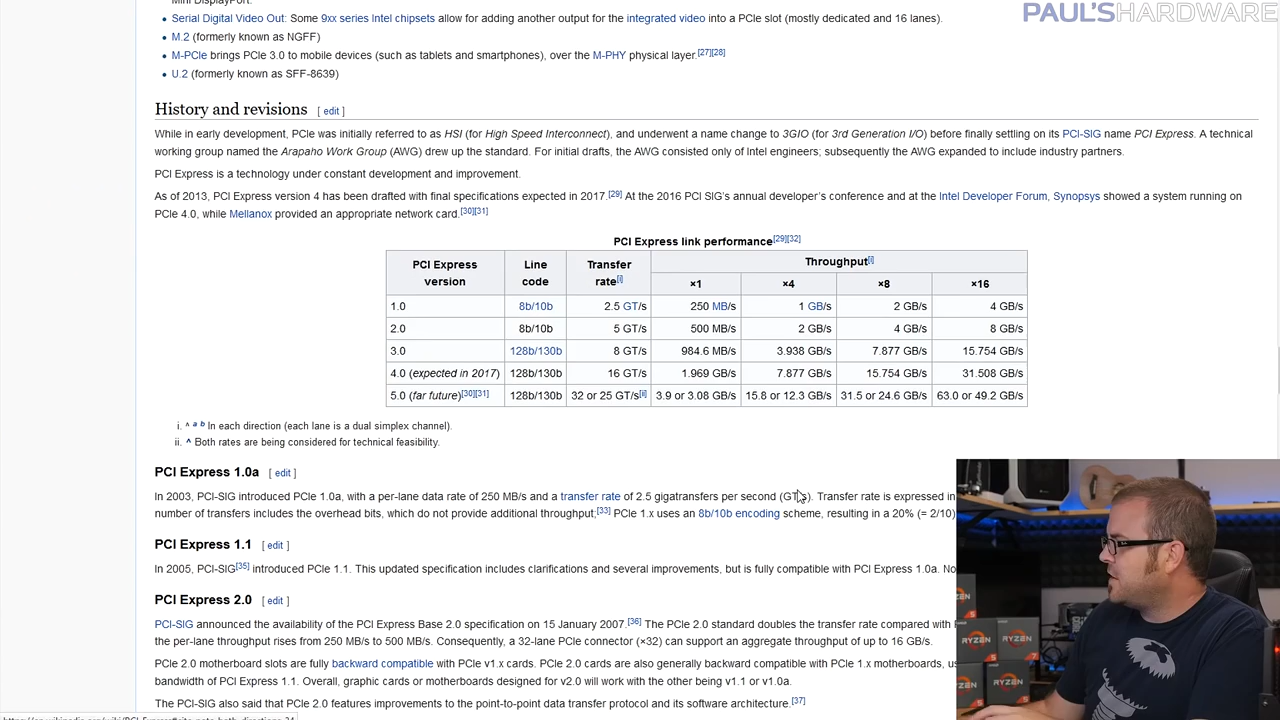 Mini DisplayPort.
PAUL'SHARDWARE
• Serial Digital Video Out: Some 9xx series Intel chipsets allow for adding another output for the integrated video into a PCIe slot (mostly dedicated and 16 lanes).
• M.2 (formerly known as NGFF)
• M-PCIe brings PCIe 3.0 to mobile devices (such as tablets and smartphones), over the M-PHY physical layer.[27][28]
• U.2 (formerly known as SFF-8639)
History and revisions [ edit ]
While in early development, PCIe was initially referred to as HSI (for High Speed Interconnect), and underwent a name change to 3GIO (for 3rd Generation I/O) before finally settling on its PCI-SIG name PCI Express. A technical
working group named the Arapaho Work Group (AWG) drew up the standard. For initial drafts, the AWG consisted only of Intel engineers; subsequently the AWG expanded to include industry partners.
PCI Express is a technology under constant development and improvement.
As of 2013, PCI Express version 4 has been drafted with final specifications expected in 2017.[29] At the 2016 PCI SIG's annual developer's conference and at the Intel Developer Forum, Synopsys showed a system running on
PCIe 4.0, while Mellanox provided an appropriate network card.[30][31]
PCI Express link performance[29][32]
PCI Express version Line code Transfer rate[i] Throughput[i]
×1 ×4 ×8 ×16
1.0 8b/10b 2.5 GT/s 250 MB/s 1 GB/s 2 GB/s 4 GB/s
2.0 8b/10b 5 GT/s 500 MB/s 2 GB/s 4 GB/s 8 GB/s
3.0 128b/130b 8 GT/s 984.6 MB/s 3.938 GB/s 7.877 GB/s 15.754 GB/s
4.0 (expected in 2017) 128b/130b 16 GT/s 1.969 GB/s 7.877 GB/s 15.754 GB/s 31.508 GB/s
5.0 (far future)[30][31] 128b/130b 32 or 25 GT/s[ii] 3.9 or 3.08 GB/s 15.8 or 12.3 GB/s 31.5 or 24.6 GB/s 63.0 or 49.2 GB/s
i. ^ a b In each direction (each lane is a dual simplex channel).
ii. ^ Both rates are being considered for technical feasibility.
PCI Express 1.0a [ edit ]
In 2003, PCI-SIG introduced PCIe 1.0a, with a per-lane data rate of 250 MB/s and a transfer rate of 2.5 gigatransfers per second (GT/s). Transfer rate is expressed in
number of transfers includes the overhead bits, which do not provide additional throughput;[33] PCIe 1.x uses an 8b/10b encoding scheme, resulting in a 20% (= 2/10)
PCI Express 1.1 [ edit ]
In 2005, PCI-SIG[35] introduced PCIe 1.1. This updated specification includes clarifications and several improvements, but is fully compatible with PCI Express 1.0a. No
PCI Express 2.0 [ edit ]
PCI-SIG announced the availability of the PCI Express Base 2.0 specification on 15 January 2007.[36] The PCIe 2.0 standard doubles the transfer rate compared with
the per-lane throughput rises from 250 MB/s to 500 MB/s. Consequently, a 32-lane PCIe connector (×32) can support an aggregate throughput of up to 16 GB/s.
PCIe 2.0 motherboard slots are fully backward compatible with PCIe v1.x cards. PCIe 2.0 cards are also generally backward compatible with PCIe 1.x motherboards, us
bandwidth of PCI Express 1.1. Overall, graphic cards or motherboards designed for v2.0 will work with the other being v1.1 or v1.0a.
The PCI-SIG also said that PCIe 2.0 features improvements to the point-to-point data transfer protocol and its software architecture.[37]
RYZEN
RYZEN
RYZEN
RYZEN